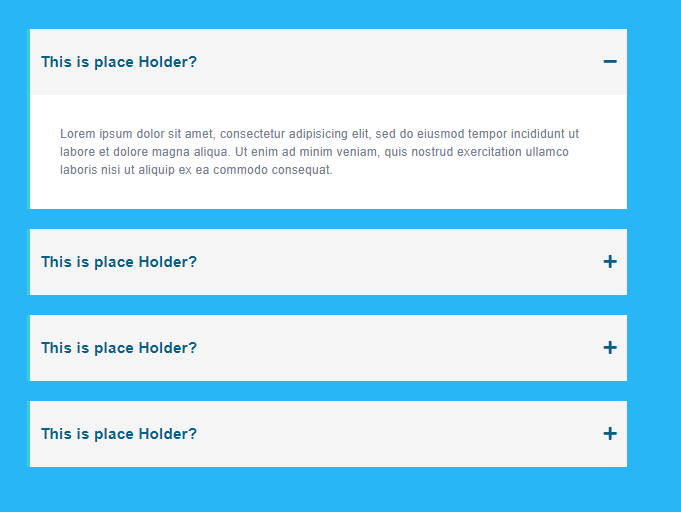 This is place Holder?
Lorem ipsum dolor sit amet, consectetur adipisicing elit, sed do eiusmod tempor incididunt ut
labore et dolore magna aliqua. Ut enim ad minim veniam, quis nostrud exercitation ullamco
laboris nisi ut aliquip ex ea commodo consequat.
This is place Holder?
This is place Holder?
This is place Holder?